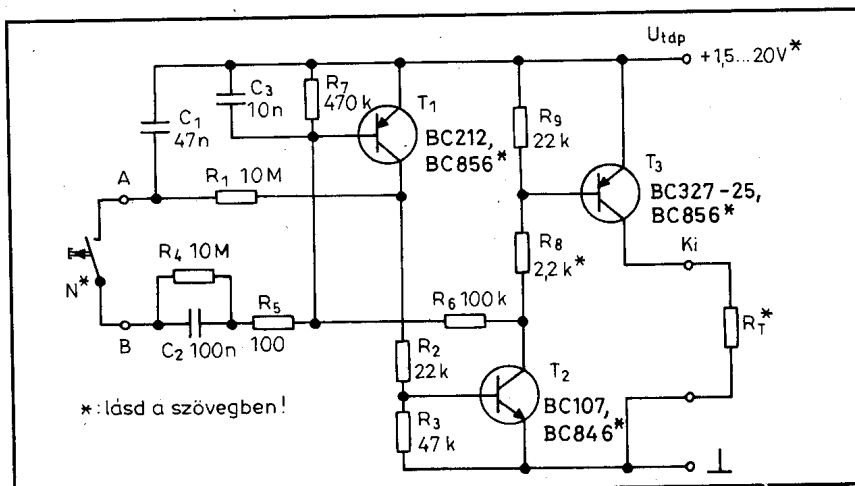 U_táp
+1,5...20V*
C₃
10n
R₇
470k
T₁
C₁
47n
BC212,
BC856*
R₉
22k
T₃
BC327-25,
BC856*
A
R₁ 10M
R₈
2,2k*
Ki
N*
R₄ 10M
R₅
100
R₆ 100k
R_T*
B
C₂ 100n
R₂
22k
T₂
BC107,
BC846*
R₃
47k
*: lásd a szövegben!